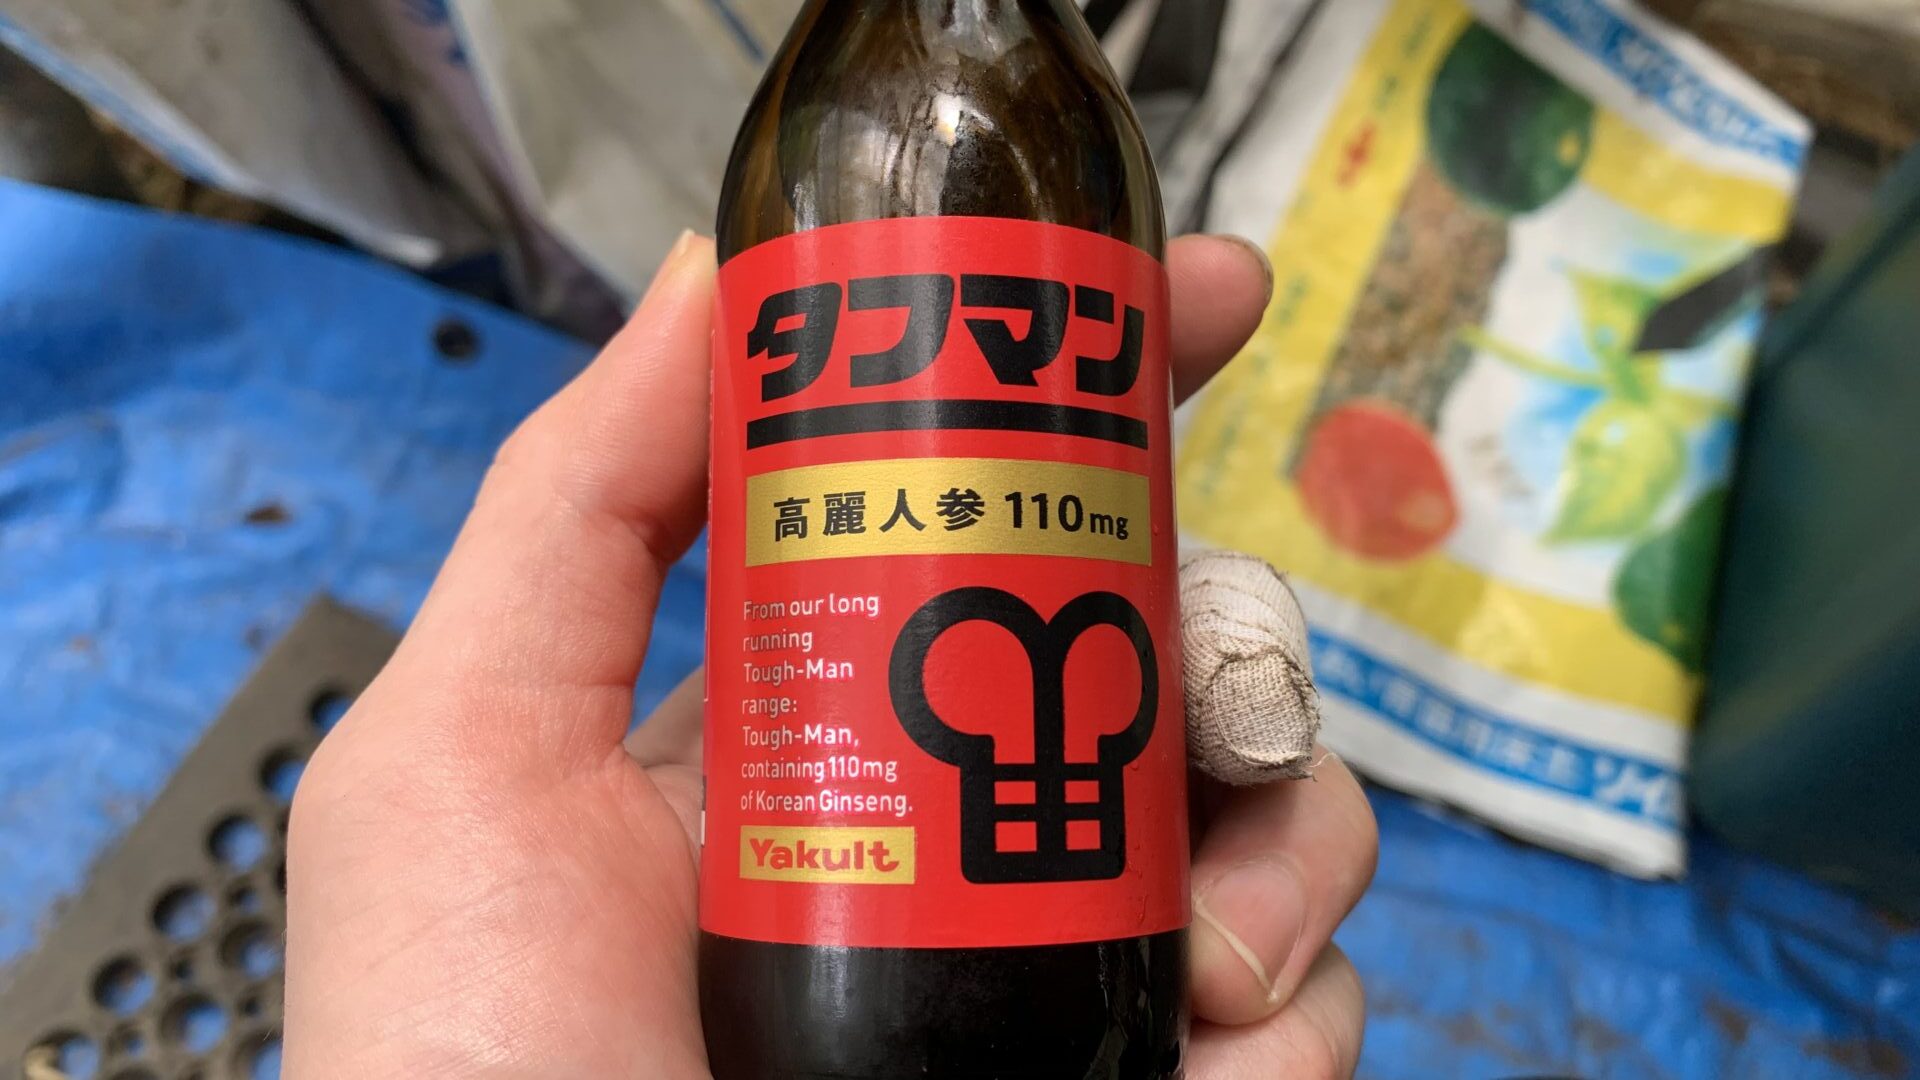 タフマン
高麗人参 110mg
From our long
running
Tough-Man
range:
Tough-Man,
containing 110mg
of Korean Ginseng.
Yakult